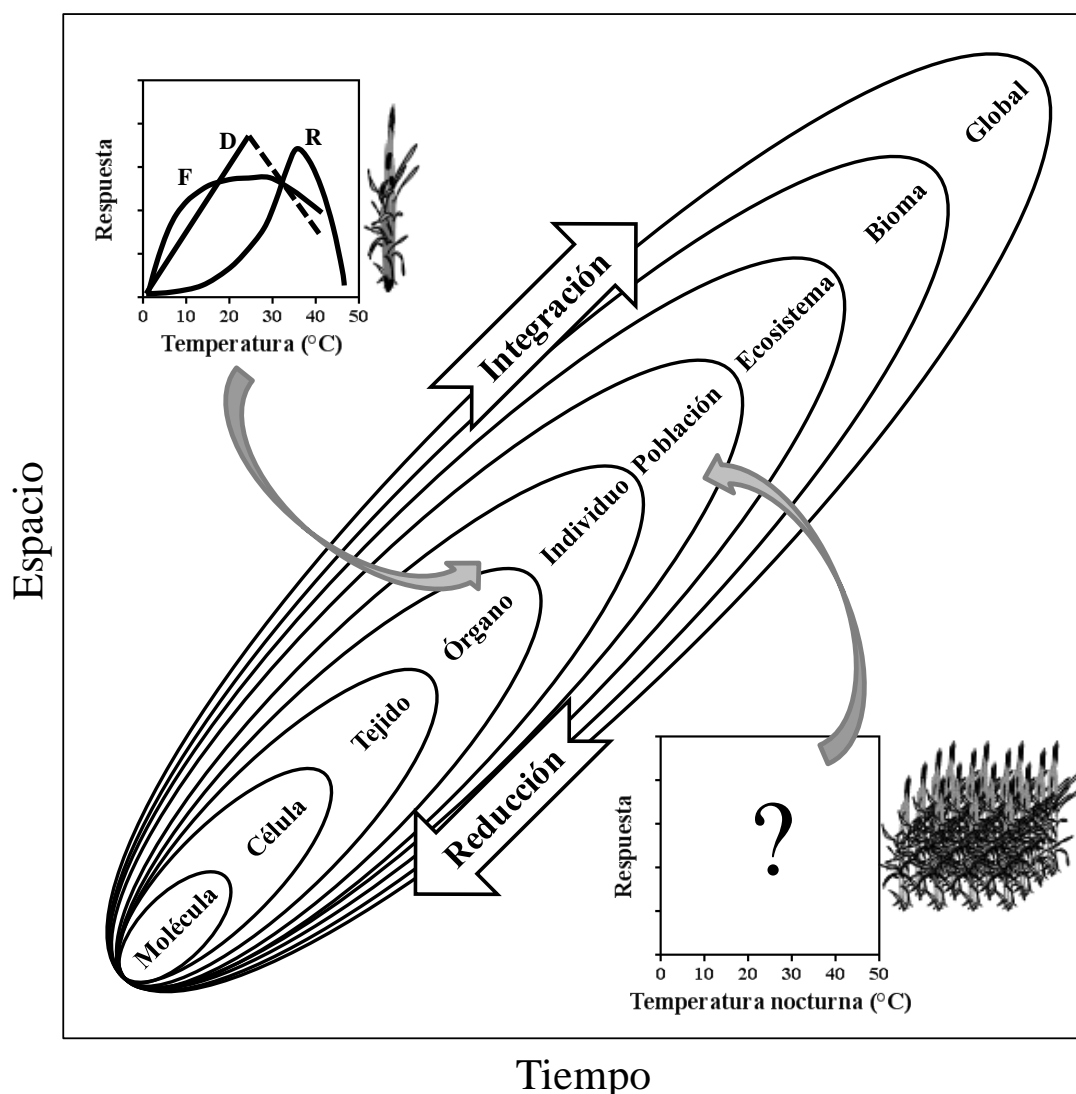 Espacio
Tiempo
Respuesta
F
D
R
0 10 20 30 40 50
Temperatura (°C)
Integración
Reducción
Global
Bioma
Ecosistema
Población
Individuo
Órgano
Tejido
Célula
Molécula
Respuesta
?
0 10 20 30 40 50
Temperatura nocturna (°C)